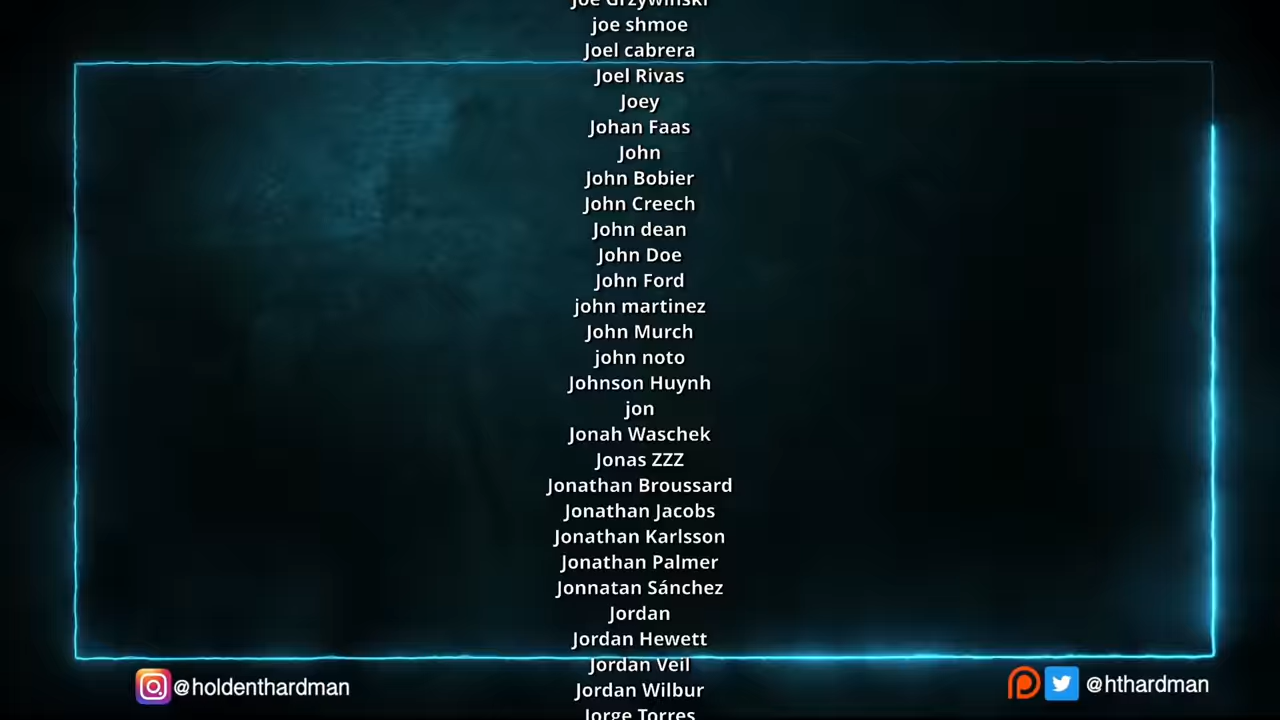 Joe Grzywinski
joe shmoe
Joel cabrera
Joel Rivas
Joey
Johan Faas
John
John Bobier
John Creech
John dean
John Doe
John Ford
john martinez
John Murch
john noto
Johnson Huynh
jon
Jonah Waschek
Jonas ZZZ
Jonathan Broussard
Jonathan Jacobs
Jonathan Karlsson
Jonathan Palmer
Jonnatan Sánchez
Jordan
Jordan Hewett
Jordan Veil
Jordan Wilbur
Jorge Torres
@holdenthardman
@hthardman